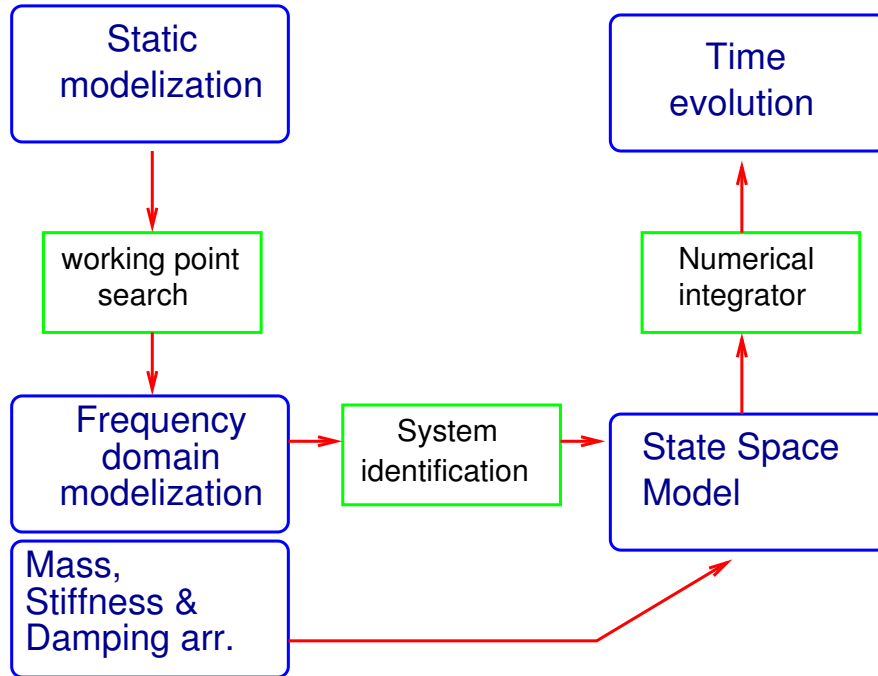 Static
modelization
Time
evolution
working point
search
Numerical
integrator
Frequency
domain
modelization
System
identification
State Space
Model
Mass,
Stiffness &
Damping arr.